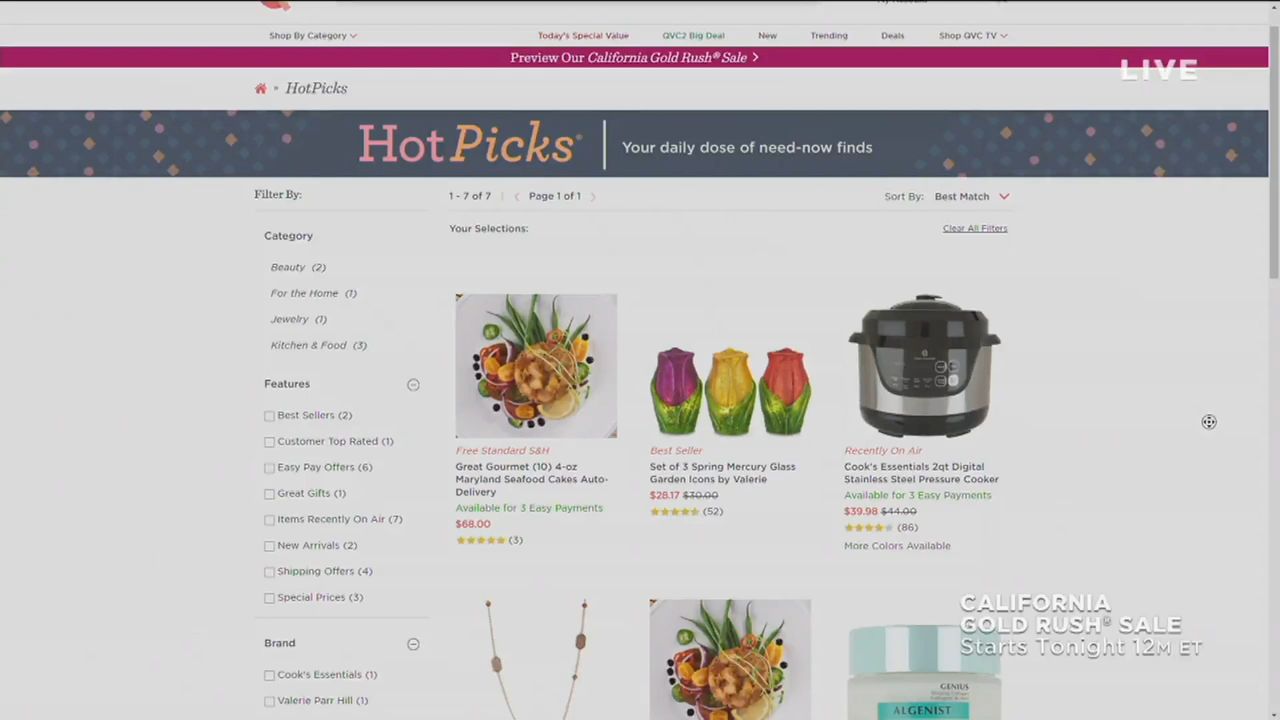 Shop By Category
Today's Special Value
QVC2 Big Deal
New
Trending
Deals
Shop QVC TV
Preview Our California Gold Rush® Sale
LIVE
HotPicks
HotPicks®
Your daily dose of need-now finds
Filter By:
1 - 7 of 7
Page 1 of 1
Sort By: Best Match
Your Selections:
Clear All Filters
Category
Beauty (2)
For the Home (1)
Jewelry (1)
Kitchen & Food (3)
Features
Best Sellers (2)
Customer Top Rated (1)
Easy Pay Offers (6)
Great Gifts (1)
Items Recently On Air (7)
New Arrivals (2)
Shipping Offers (4)
Special Prices (3)
Brand
Cook's Essentials (1)
Valerie Parr Hill (1)
Free Standard S&H
Great Gourmet (10) 4-oz
Maryland Seafood Cakes Auto-
Delivery
Available for 3 Easy Payments
$68.00
(3)
Best Seller
Set of 3 Spring Mercury Glass
Garden Icons by Valerie
$28.17 $30.00
(52)
Recently On Air
Cook's Essentials 2qt Digital
Stainless Steel Pressure Cooker
Available for 3 Easy Payments
$39.98 $44.00
(86)
More Colors Available
GENIUS
ALGENIST
CALIFORNIA
GOLD RUSH® SALE
Starts Tonight 12M ET